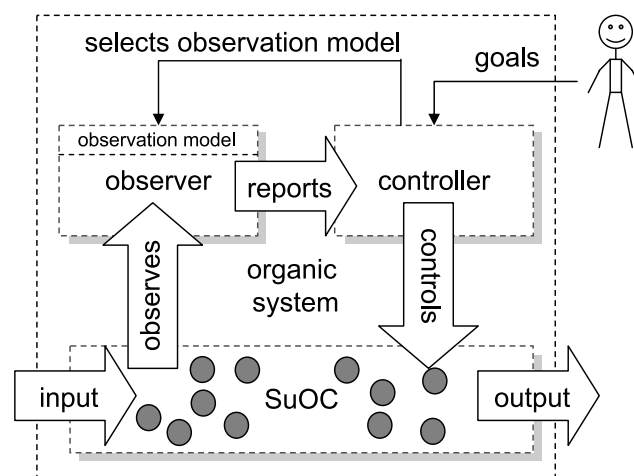 selects observation model
goals
observation model
observer
reports
controller
observes
controls
organic
system
input
SuOC
output